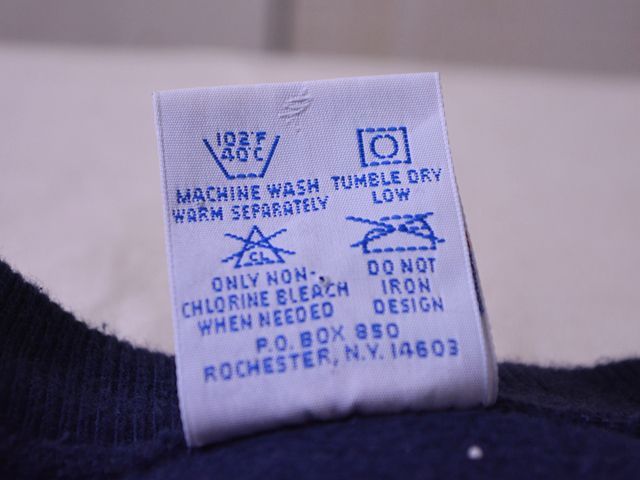 102°F
40°C
MACHINE WASH
WARM SEPARATELY
TUMBLE DRY
LOW
CL
ONLY NON-
CHLORINE BLEACH
WHEN NEEDED
DO NOT
IRON
DESIGN
P.O. BOX 850
ROCHESTER, N.Y. 14603